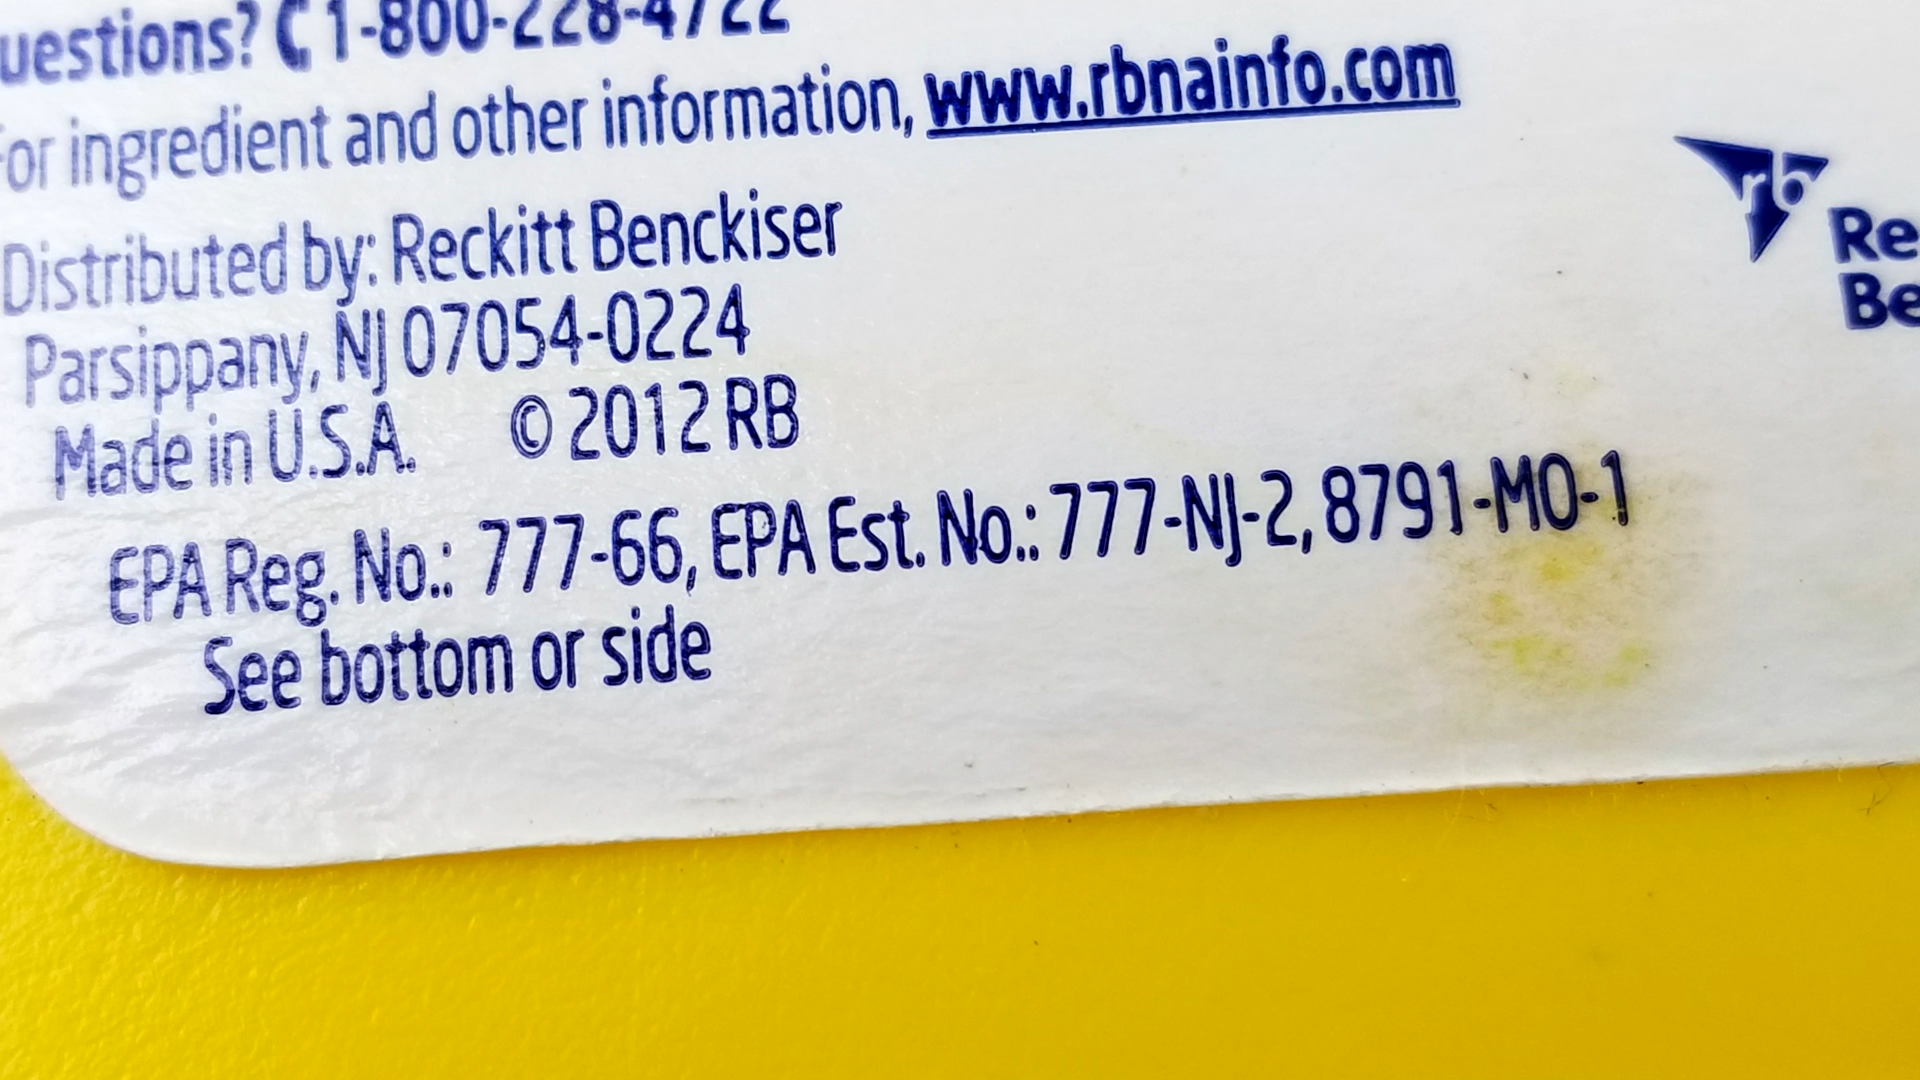 uestions? 1-800-228-4722
or ingredient and other information, www.rbnainfo.com
Distributed by: Reckitt Benckiser
Parsippany, NJ 07054-0224
Made in U.S.A. © 2012 RB
EPA Reg. No.: 777-66, EPA Est. No.: 777-NJ-2, 8791-MO-1
See bottom or side
rb
Re
Be